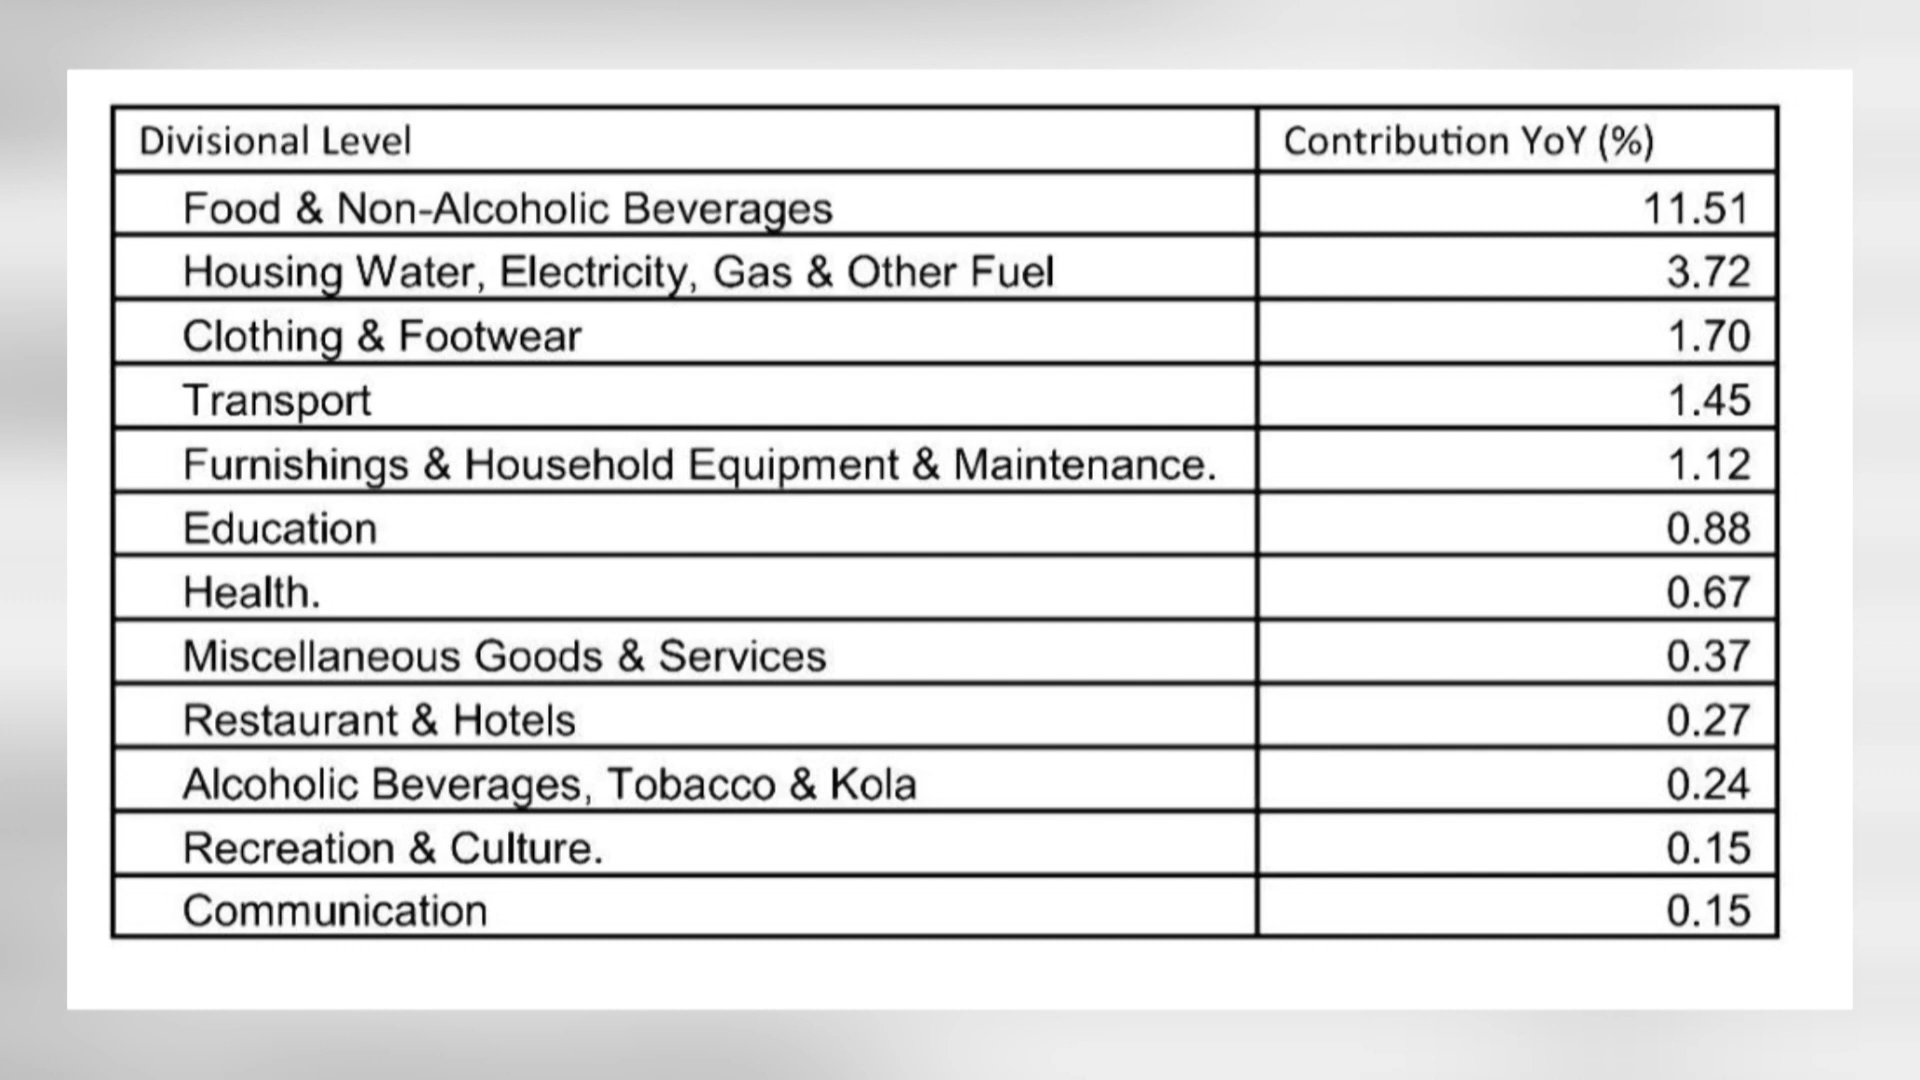 Divisional Level Contribution YoY (%)
Food & Non-Alcoholic Beverages 11.51
Housing Water, Electricity, Gas & Other Fuel 3.72
Clothing & Footwear 1.70
Transport 1.45
Furnishings & Household Equipment & Maintenance. 1.12
Education 0.88
Health. 0.67
Miscellaneous Goods & Services 0.37
Restaurant & Hotels 0.27
Alcoholic Beverages, Tobacco & Kola 0.24
Recreation & Culture. 0.15
Communication 0.15